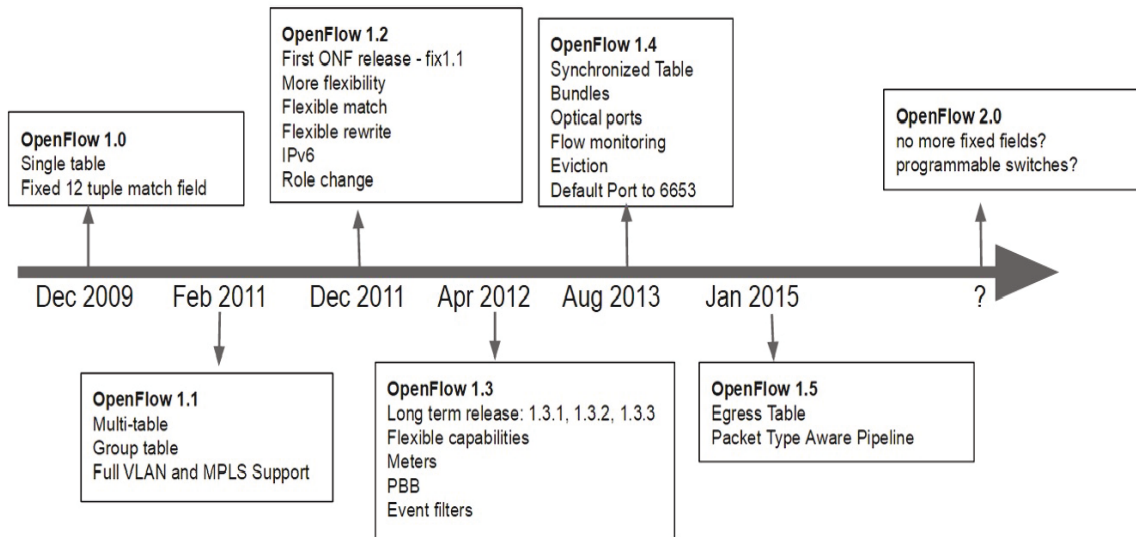 OpenFlow 1.0
Single table
Fixed 12 tuple match field
OpenFlow 1.2
First ONF release - fix1.1
More flexibility
Flexible match
Flexible rewrite
IPv6
Role change
OpenFlow 1.4
Synchronized Table
Bundles
Optical ports
Flow monitoring
Eviction
Default Port to 6653
OpenFlow 2.0
no more fixed fields?
programmable switches?
Dec 2009
Feb 2011
Dec 2011
Apr 2012
Aug 2013
Jan 2015
?
OpenFlow 1.1
Multi-table
Group table
Full VLAN and MPLS Support
OpenFlow 1.3
Long term release: 1.3.1, 1.3.2, 1.3.3
Flexible capabilities
Meters
PBB
Event filters
OpenFlow 1.5
Egress Table
Packet Type Aware Pipeline